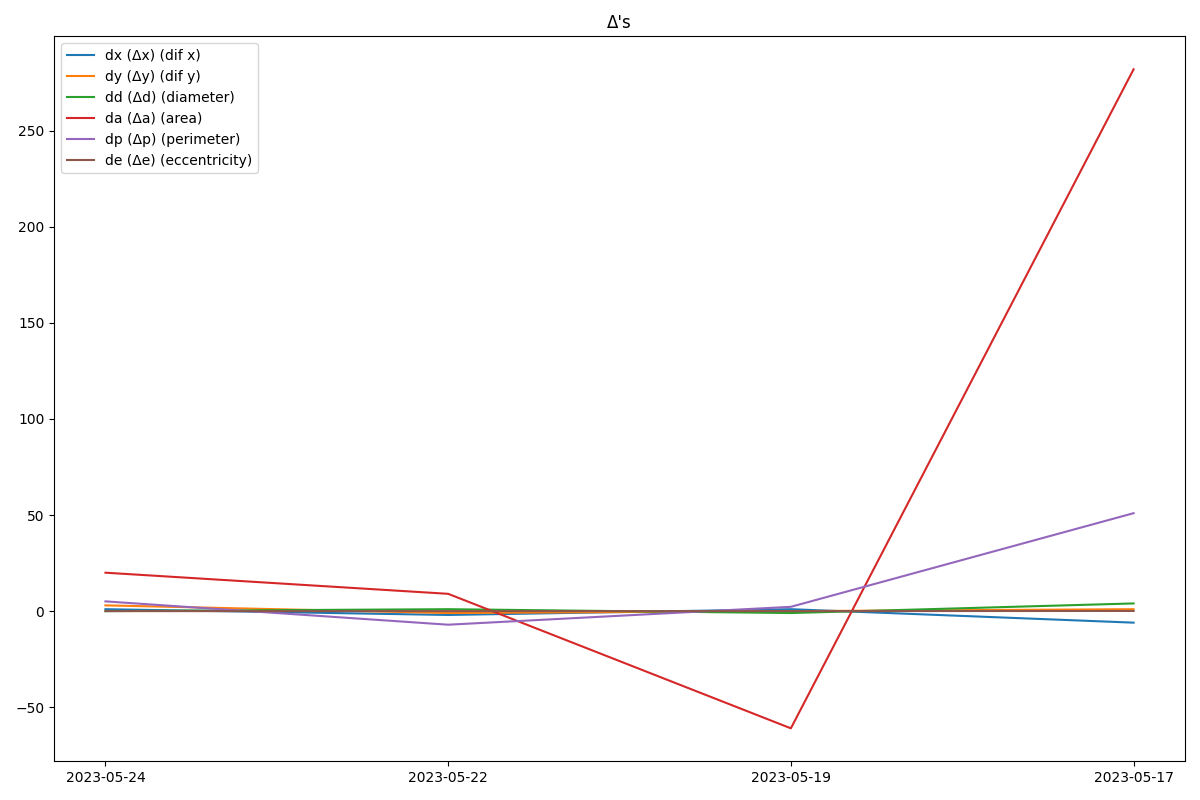 Δ's
dx (Δx) (dif x)
dy (Δy) (dif y)
dd (Δd) (diameter)
da (Δa) (area)
dp (Δp) (perimeter)
de (Δe) (eccentricity)
250
200
150
100
50
0
−50
2023-05-24 2023-05-22 2023-05-19 2023-05-17